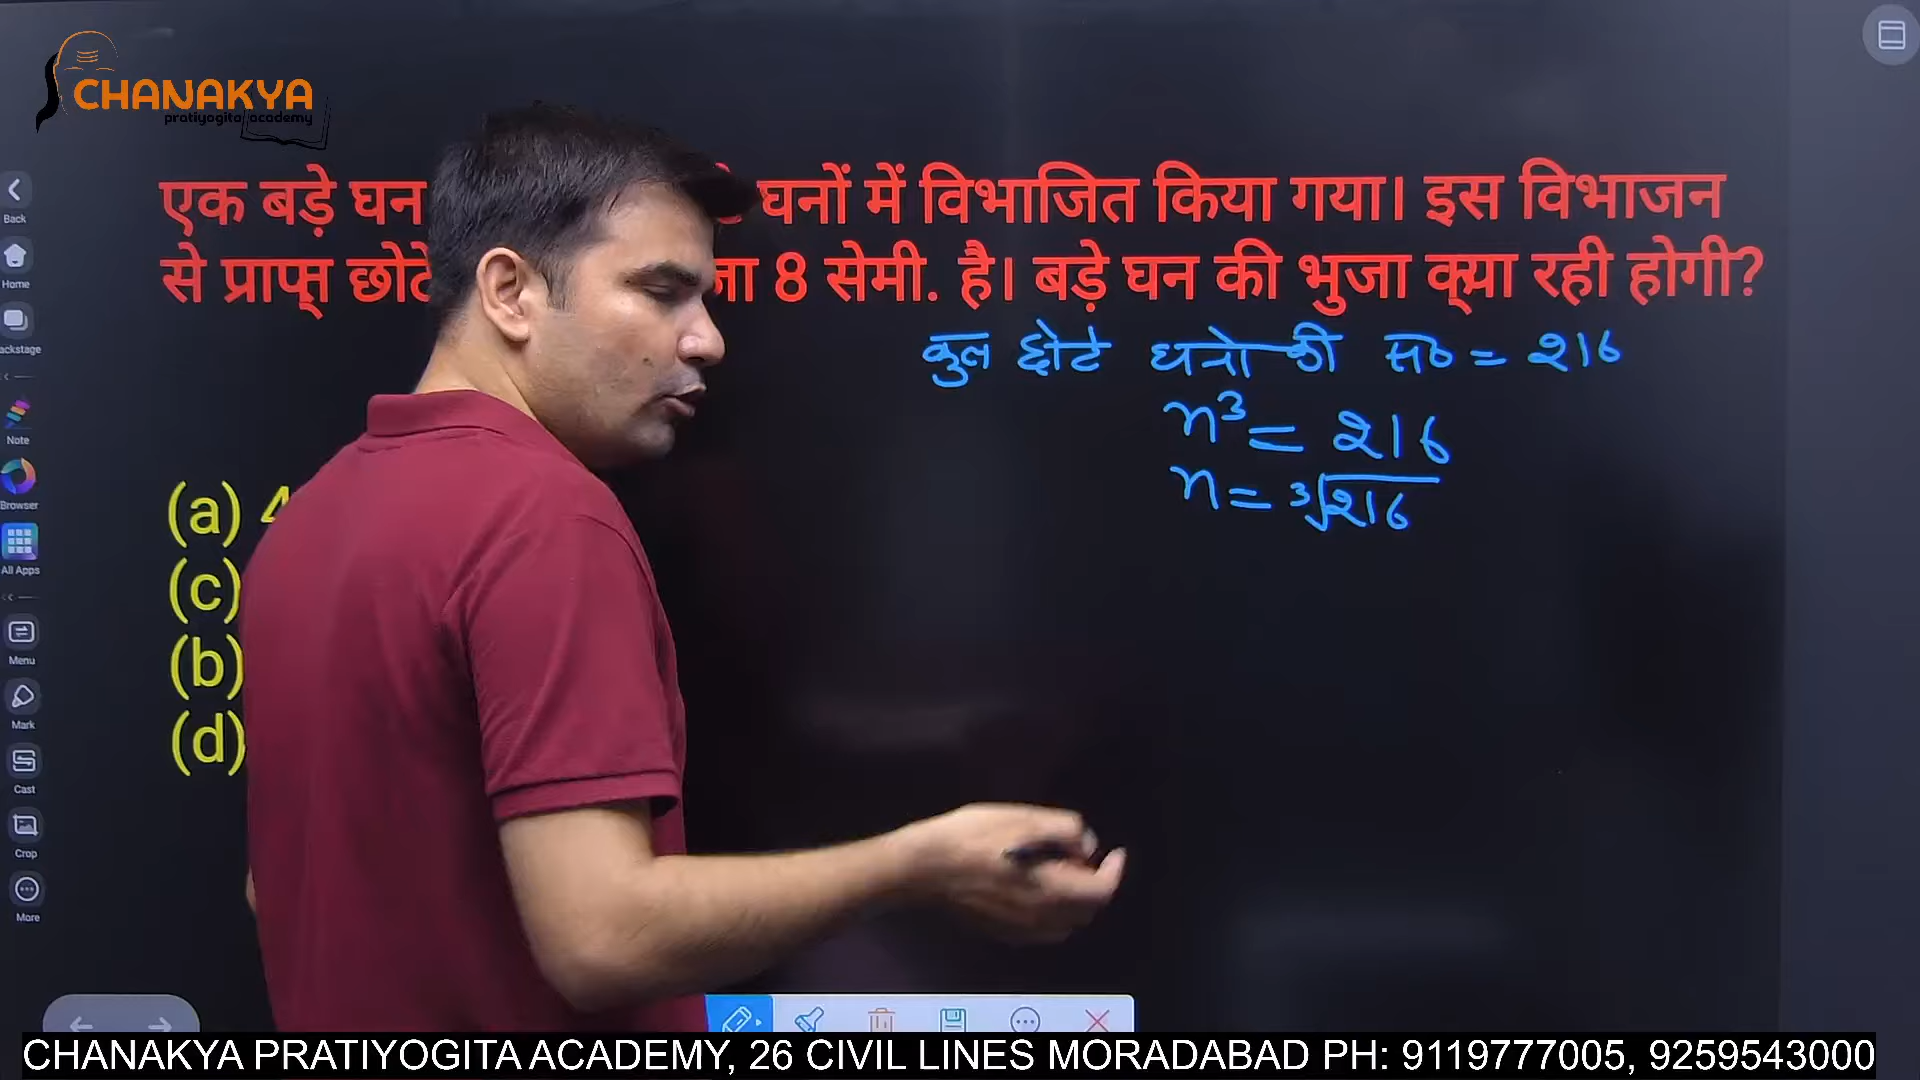 CHANAKYA
pratiyogita academy
एक बड़े घन घनों में विभाजित किया गया। इस विभाजन
से प्राप्त छोटे 8 सेमी. है। बड़े घन की भुजा क्या रही होगी?
कुल छोटे घनो की सं० = 216
n³ = 216
n = ³√216
(a) 4
(c)
(b)
(d)
Back
Home
ackstage
Note
Browser
All Apps
Menu
Mark
Cast
Crop
More
CHANAKYA PRATIYOGITA ACADEMY, 26 CIVIL LINES MORADABAD PH: 9119777005, 9259543000